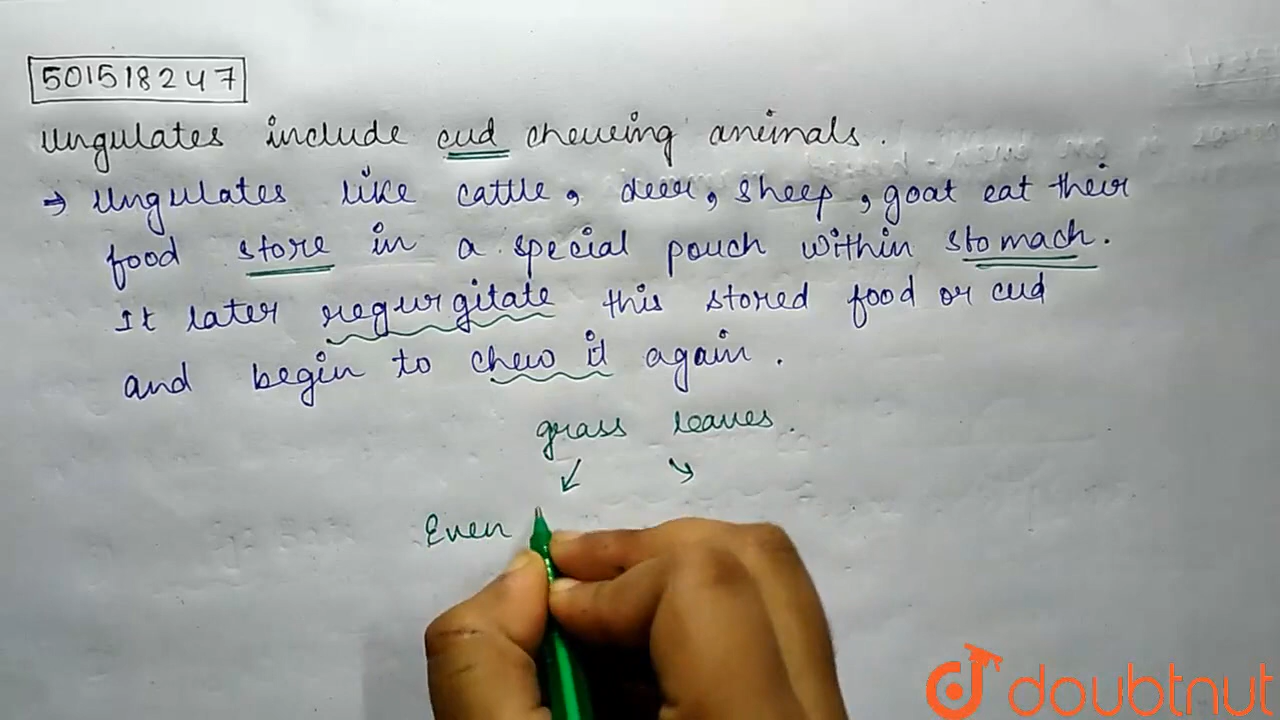 501518247
Ungulates include cud chewing animals.
→ Ungulates like cattle, deer, sheep, goat eat their
food store in a special pouch within stomach.
It later regurgitate this stored food or cud
and begin to chew it again.
grass leaves.
Even
doubtnut